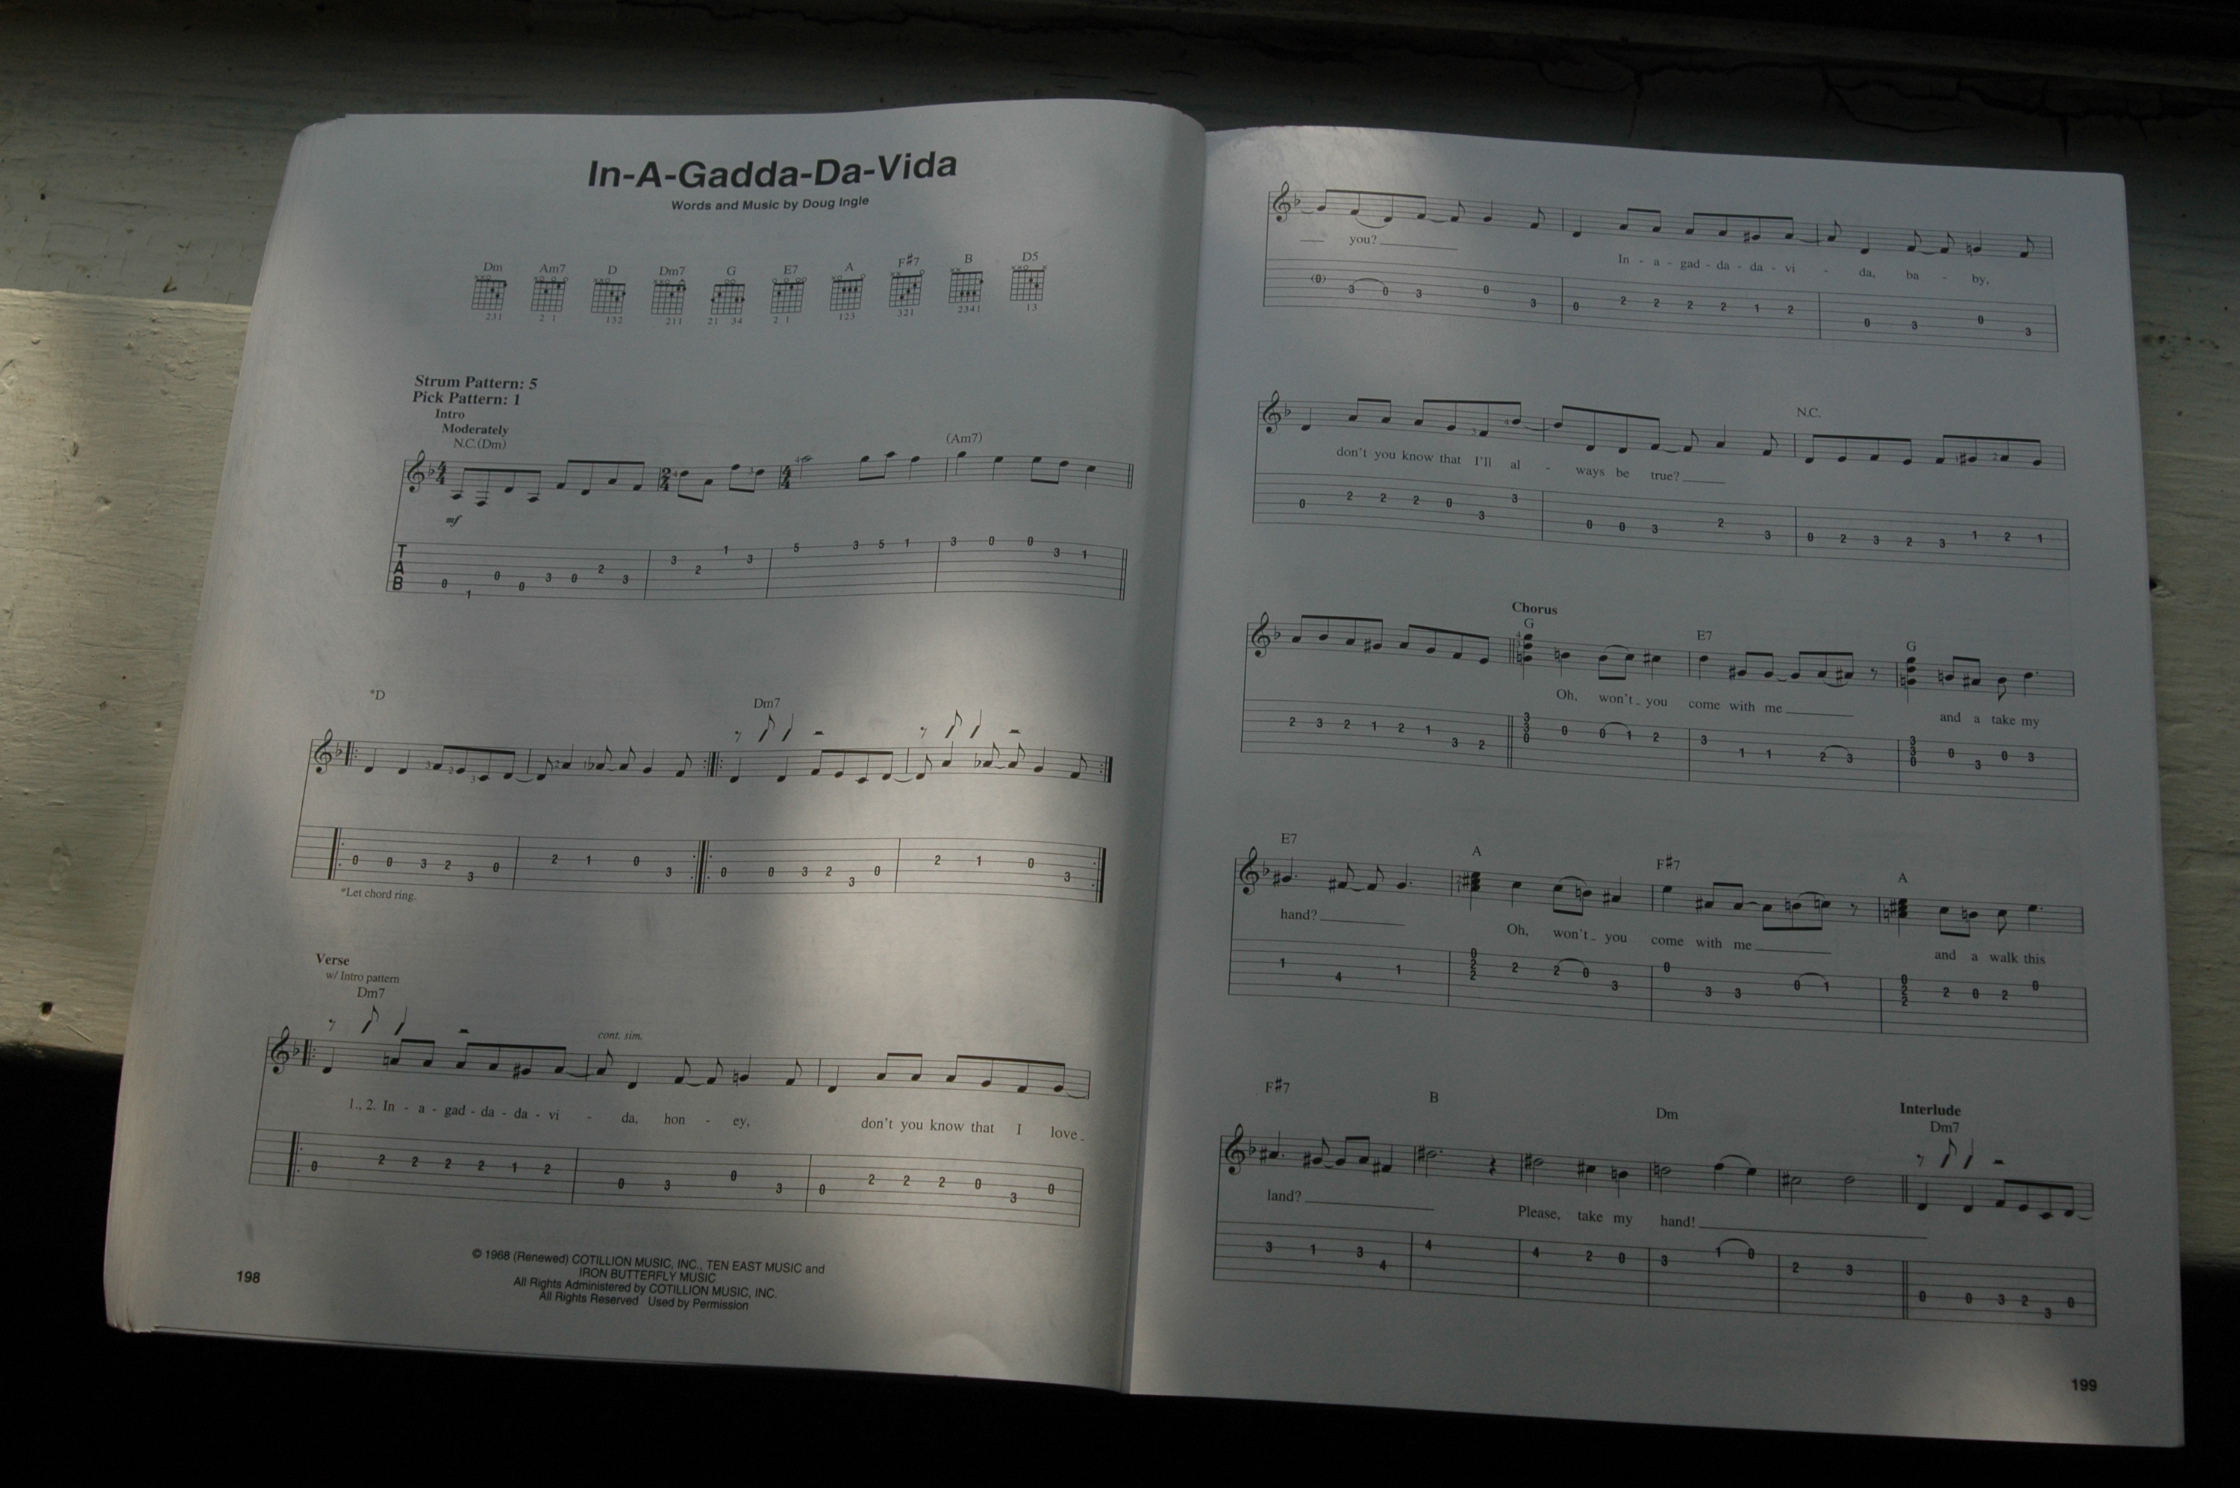 In-A-Gadda-Da-Vida
Words and Music by Doug Ingle
Dm Am7 D Dm7 G E7 A F#7 B D5
231 2 1 132 211 21 34 2 1 123 321 2341 13
Strum Pattern: 5
Pick Pattern: 1
Intro
Moderately
N.C.(Dm) (Am7)
4 4 2 4 4 4
mf
T
A
B
0 1 0 0 3 0 2 3 3 2 1 3 5 3 5 1 3 0 0 3 1
*D Dm7
0 0 3 2 3 0 2 1 0 3 0 0 3 2 3 0 2 1 0 3
*Let chord ring.
Verse
w/ Intro pattern
Dm7
cont. sim.
1., 2. In - a - gad - da - da - vi - da, hon - ey, don't you know that I love
0 2 2 2 2 1 2 0 3 0 3 0 2 2 2 0 3 0
© 1968 (Renewed) COTILLION MUSIC, INC., TEN EAST MUSIC and
IRON BUTTERFLY MUSIC
All Rights Administered by COTILLION MUSIC, INC.
All Rights Reserved Used by Permission
198
you? In - a - gad - da - da - vi - da, ba - by,
(0) 3 0 3 0 3 0 2 2 2 2 1 2 0 3 0 3
N.C.
don't you know that I'll al - ways be true?
0 2 2 2 0 3 3 0 0 3 2 3 0 2 3 2 3 1 2 1
Chorus
G E7 G
Oh, won't you come with me and a take my
2 3 2 1 2 1 3 2 3 3 0 0 0 1 2 3 1 1 2 3 3 3 0 0 3 0 3
E7 A F#7 A
hand? Oh, won't you come with me and a walk this
1 4 1 0 2 2 2 2 0 3 0 3 3 0 1 0 2 2 2 0 2 0
F#7 B Dm Interlude
Dm7
land? Please, take my hand!
3 1 3 4 4 4 2 0 3 1 0 2 3 0 0 3 2 3 0
199